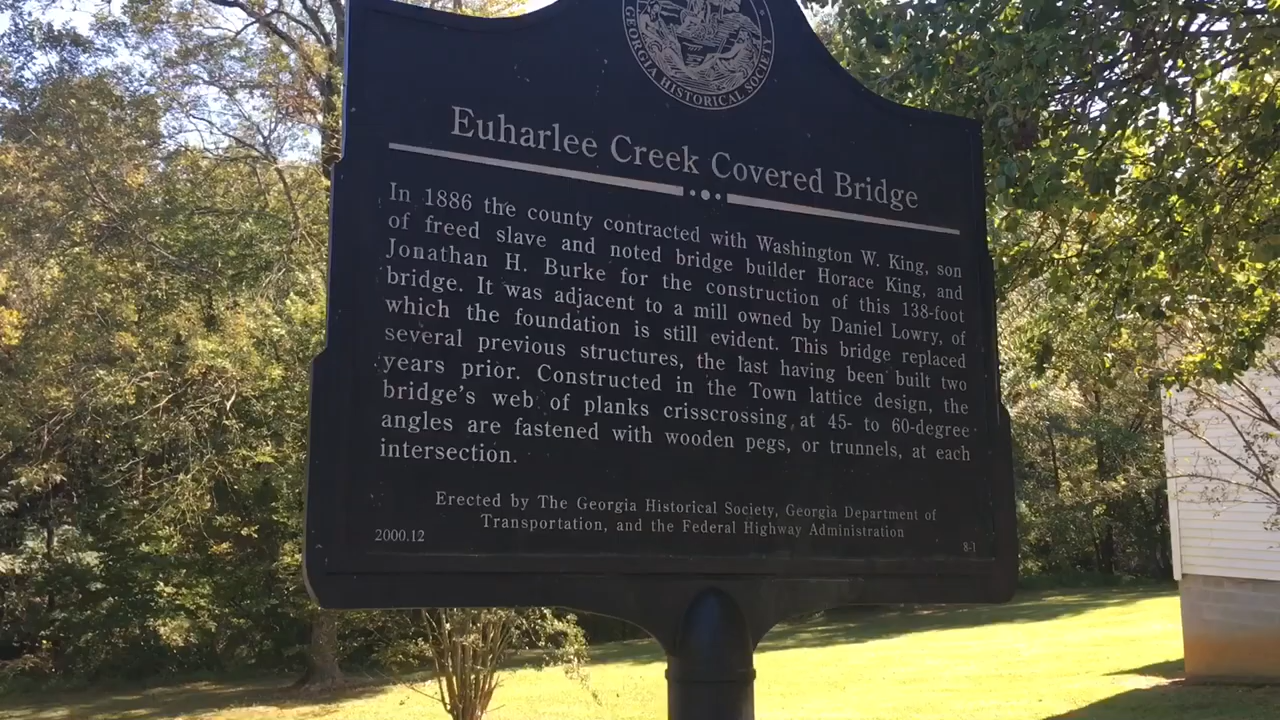 GEORGIA HISTORICAL SOCIETY
Euharlee Creek Covered Bridge
In 1886 the county contracted with Washington W. King, son
of freed slave and noted bridge builder Horace King, and
Jonathan H. Burke for the construction of this 138-foot
bridge. It was adjacent to a mill owned by Daniel Lowry, of
which the foundation is still evident. This bridge replaced
several previous structures, the last having been built two
years prior. Constructed in the Town lattice design, the
bridge's web of planks crisscrossing at 45- to 60-degree
angles are fastened with wooden pegs, or trunnels, at each
intersection.
Erected by The Georgia Historical Society, Georgia Department of
Transportation, and the Federal Highway Administration
2000.12
8-1